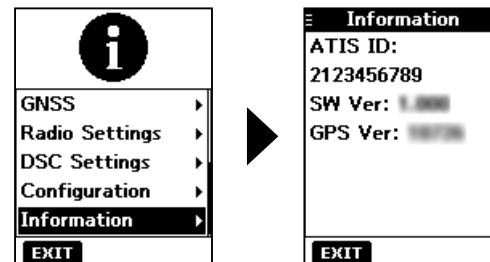 GNSS
Radio Settings
DSC Settings
Configuration
Information
EXIT
Information
ATIS ID:
2123456789
SW Ver:
GPS Ver:
EXIT